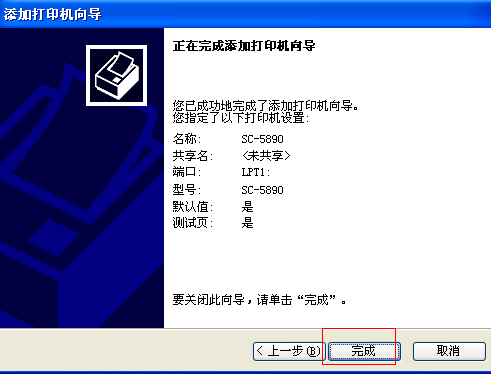 添加打印机向导
正在完成添加打印机向导
您已成功地完成了添加打印机向导。
您指定了以下打印机设置:
名称: SC-5890
共享名: <未共享>
端口: LPT1:
型号: SC-5890
默认值: 是
测试页: 是
要关闭此向导,请单击“完成”。
< 上一步(B) 完成 取消